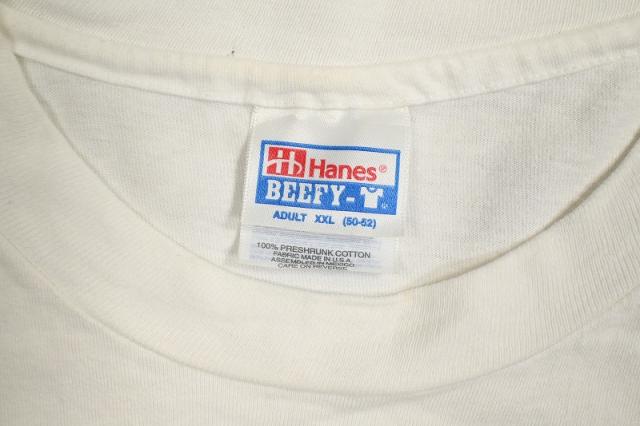 Hanes®
BEEFY-T®
ADULT XXL (50-52)
100% PRESHRUNK COTTON
FABRIC MADE IN U.S.A.
ASSEMBLED IN MEXICO
CARE ON REVERSE